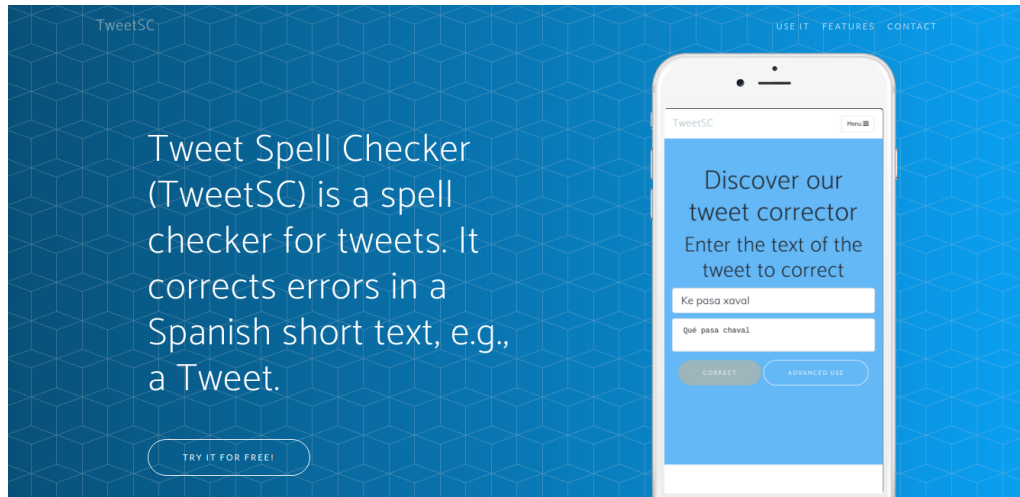 TweetSC
USE IT FEATURES CONTACT
Tweet Spell Checker
(TweetSC) is a spell
checker for tweets. It
corrects errors in a
Spanish short text, e.g.,
a Tweet.
TRY IT FOR FREE!
TweetSC
Menu
Discover our
tweet corrector
Enter the text of the
tweet to correct
Ke pasa xaval
Qué pasa chaval
CORRECT
ADVANCED USE